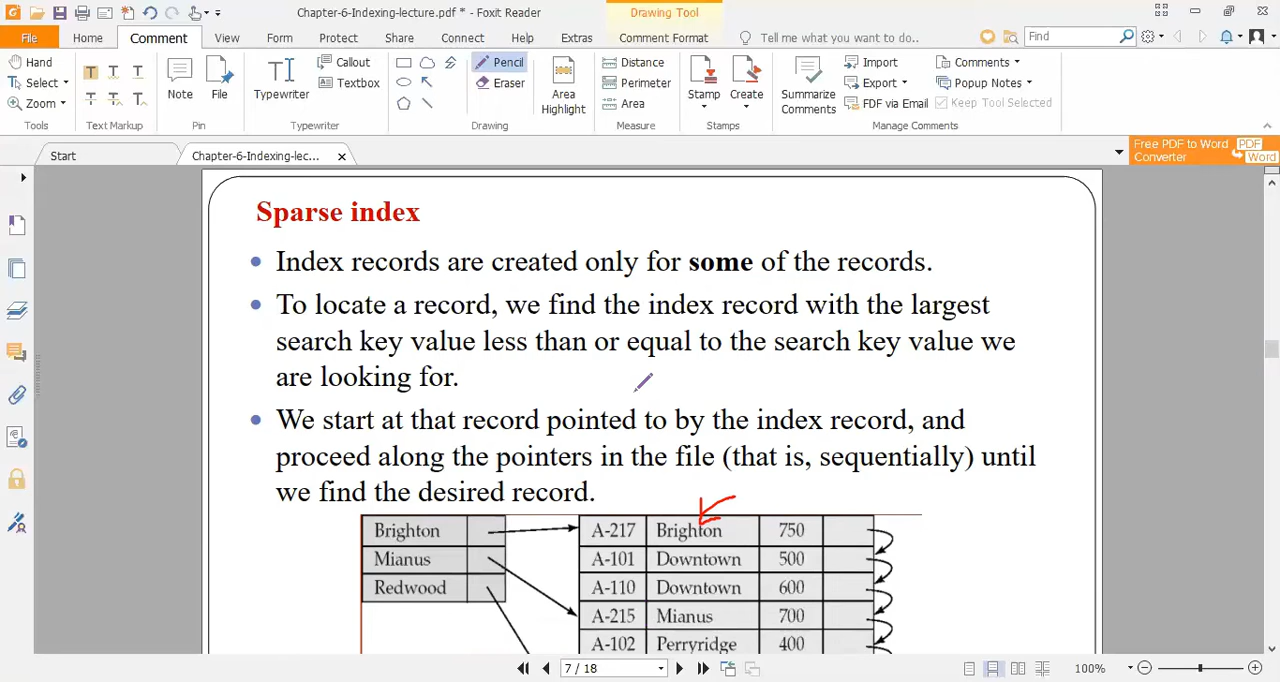 Chapter-6-Indexing-lecture.pdf * - Foxit Reader
Drawing Tool
File Home Comment View Form Protect Share Connect Help Extras Comment Format Tell me what you want to do.. Find
Hand
Select
Zoom
Tools
T T T
T T T
Text Markup
Note
File
Pin
Typewriter
Callout
Textbox
Typewriter
Pencil
Eraser
Drawing
Area
Highlight
Distance
Perimeter
Area
Measure
Stamp
Create
Stamps
Summarize
Comments
Import
Export
FDF via Email
Comments
Popup Notes
Keep Tool Selected
Manage Comments
Start
Chapter-6-Indexing-lec...
Free PDF to Word
Converter
PDF
Word
Sparse index
• Index records are created only for some of the records.
• To locate a record, we find the index record with the largest
search key value less than or equal to the search key value we
are looking for.
• We start at that record pointed to by the index record, and
proceed along the pointers in the file (that is, sequentially) until
we find the desired record.
Brighton
Mianus
Redwood
A-217 Brighton 750
A-101 Downtown 500
A-110 Downtown 600
A-215 Mianus 700
A-102 Perryridge 400
7 / 18
100%